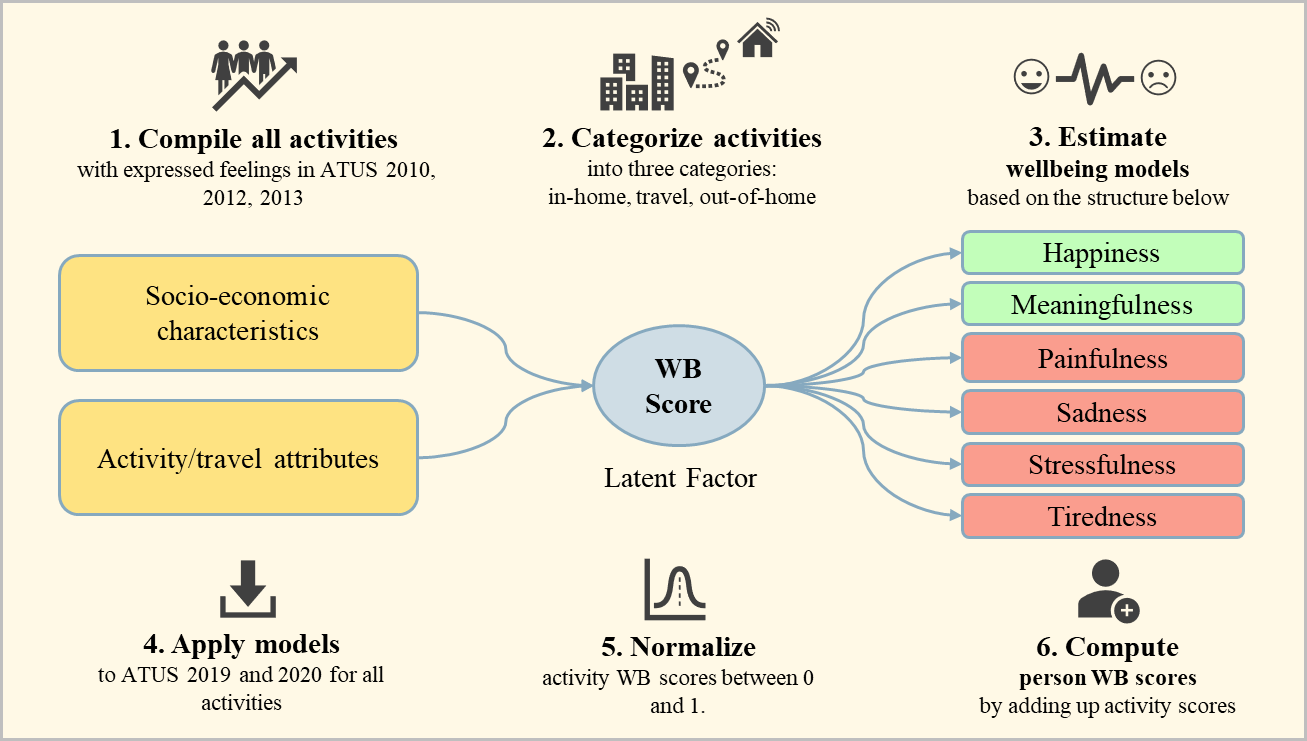 1. Compile all activities
with expressed feelings in ATUS 2010,
2012, 2013
2. Categorize activities
into three categories:
in-home, travel, out-of-home
3. Estimate
wellbeing models
based on the structure below
Socio-economic
characteristics
Activity/travel attributes
WB
Score
Latent Factor
Happiness
Meaningfulness
Painfulness
Sadness
Stressfulness
Tiredness
4. Apply models
to ATUS 2019 and 2020 for all
activities
5. Normalize
activity WB scores between 0
and 1.
6. Compute
person WB scores
by adding up activity scores